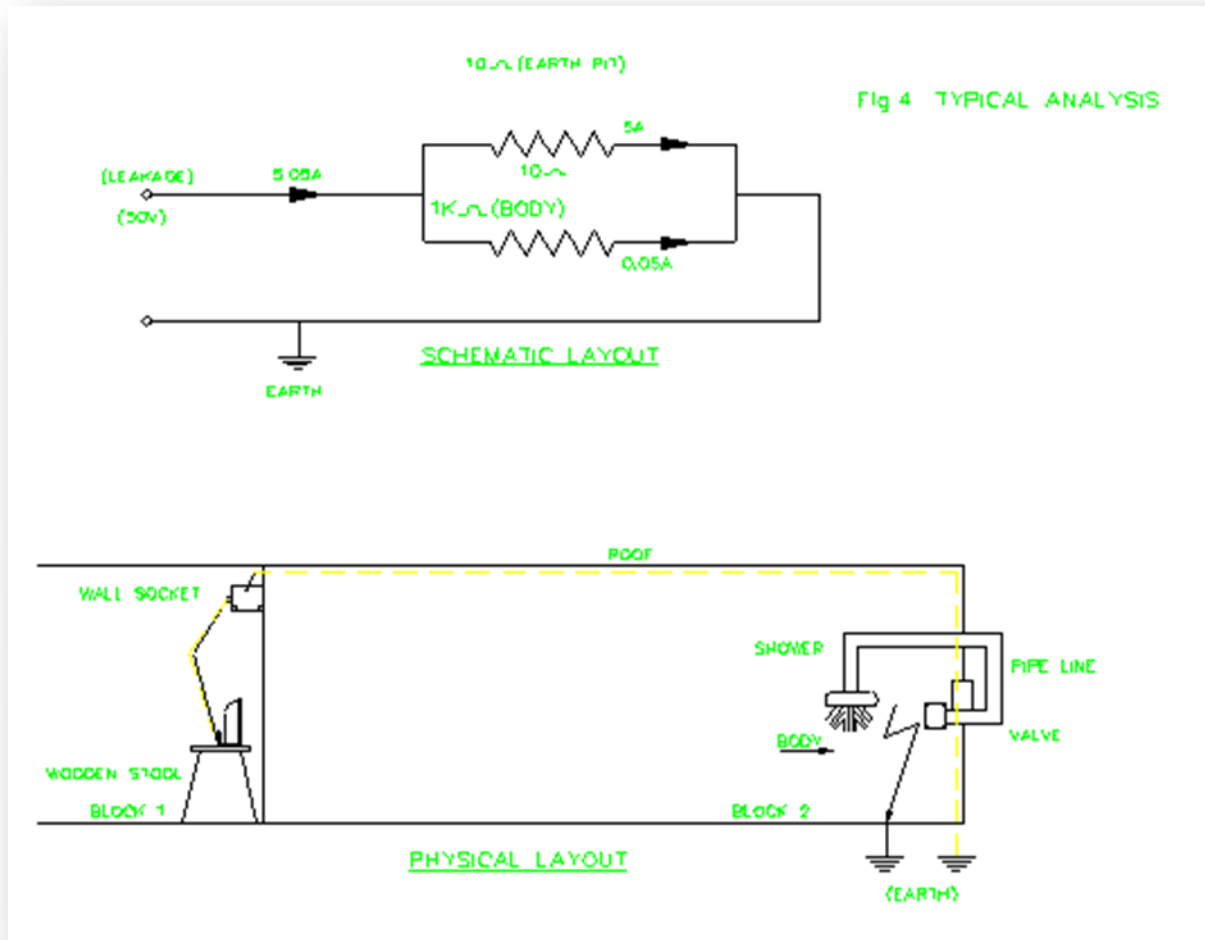 10Ω (EARTH PIT)
Fig 4 TYPICAL ANALYSIS
5A
(LEAKAGE)
5.05A
10Ω
(50V)
1KΩ (BODY)
0.05A
SCHEMATIC LAYOUT
EARTH
ROOF
WALL SOCKET
SHOWER
PIPE LINE
VALVE
BODY
WOODEN STOOL
BLOCK 1
BLOCK 2
PHYSICAL LAYOUT
(EARTH)